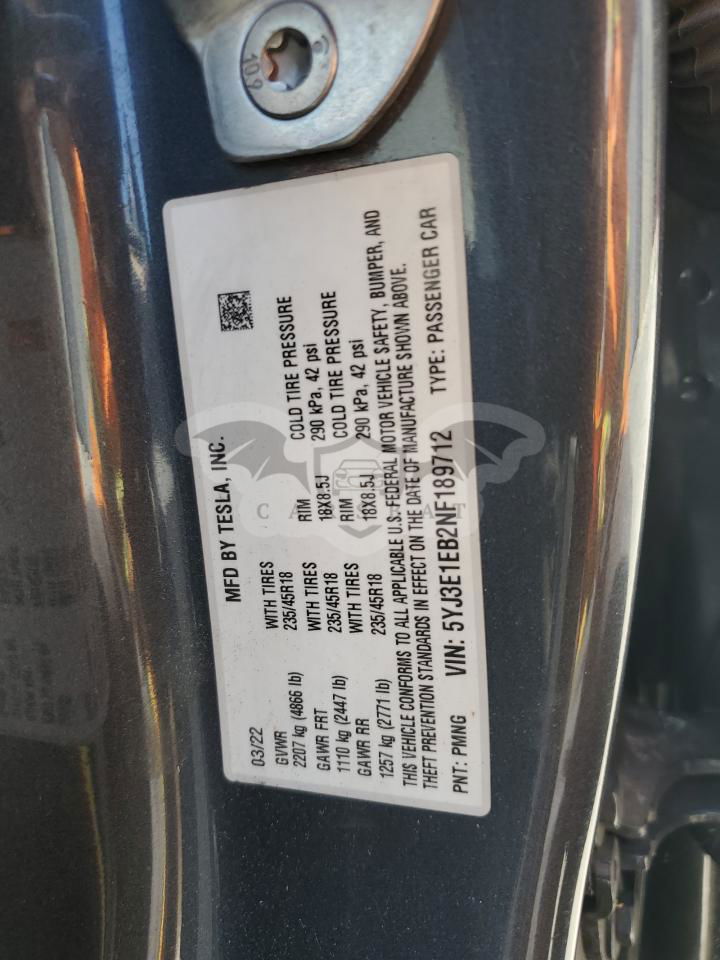 MFD BY TESLA, INC.
03/22
GVWR WITH TIRES RIM COLD TIRE PRESSURE
2207 kg (4866 lb) 235/45R18 18X8.5J 290 kPa, 42 psi
GAWR FRT WITH TIRES RIM COLD TIRE PRESSURE
1110 kg (2447 lb) 235/45R18 18X8.5J 290 kPa, 42 psi
GAWR RR WITH TIRES
1257 kg (2771 lb) 235/45R18
THIS VEHICLE CONFORMS TO ALL APPLICABLE U.S. FEDERAL MOTOR VEHICLE SAFETY, BUMPER, AND
THEFT PREVENTION STANDARDS IN EFFECT ON THE DATE OF MANUFACTURE SHOWN ABOVE.
PNT: PMNG VIN: 5YJ3E1EB2NF189712 TYPE: PASSENGER CAR
10.9